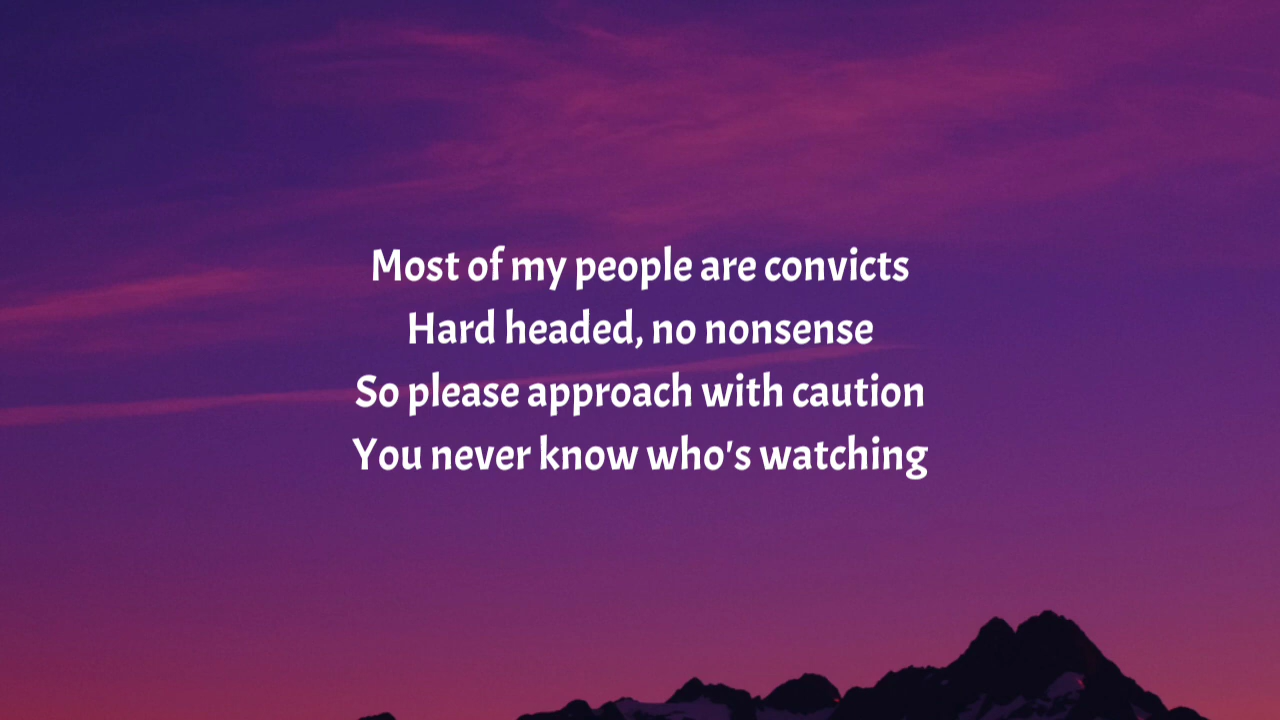 Most of my people are convicts
Hard headed, no nonsense
So please approach with caution
You never know who's watching